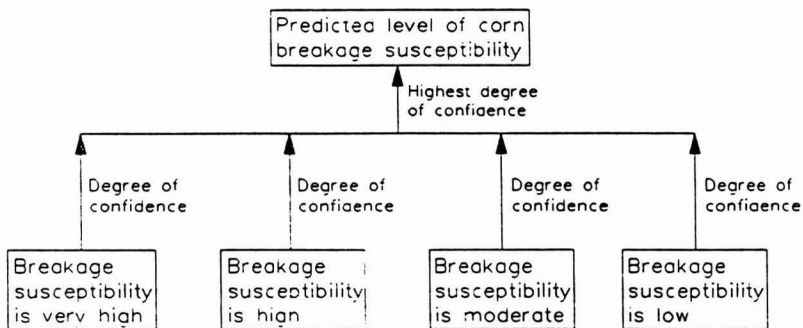 Predicted level of corn
breakage susceptibility
Highest degree
of confidence
Degree of
confidence
Degree of
confidence
Degree of
confidence
Degree of
confidence
Breakage
susceptibility
is very high
Breakage
susceptibility
is high
Breakage
susceptibility
is moderate
Breakage
susceptibility
is low